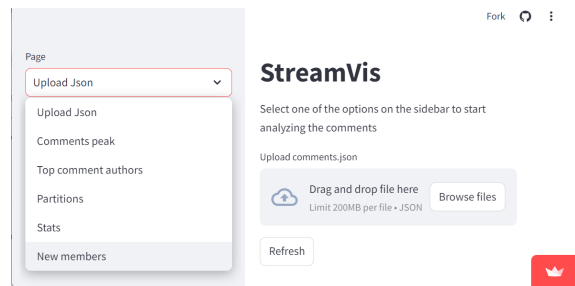 Fork
Page
Upload Json
Upload Json
Comments peak
Top comment authors
Partitions
Stats
New members
StreamVis
Select one of the options on the sidebar to start
analyzing the comments
Upload comments.json
Drag and drop file here
Limit 200MB per file • JSON
Browse files
Refresh